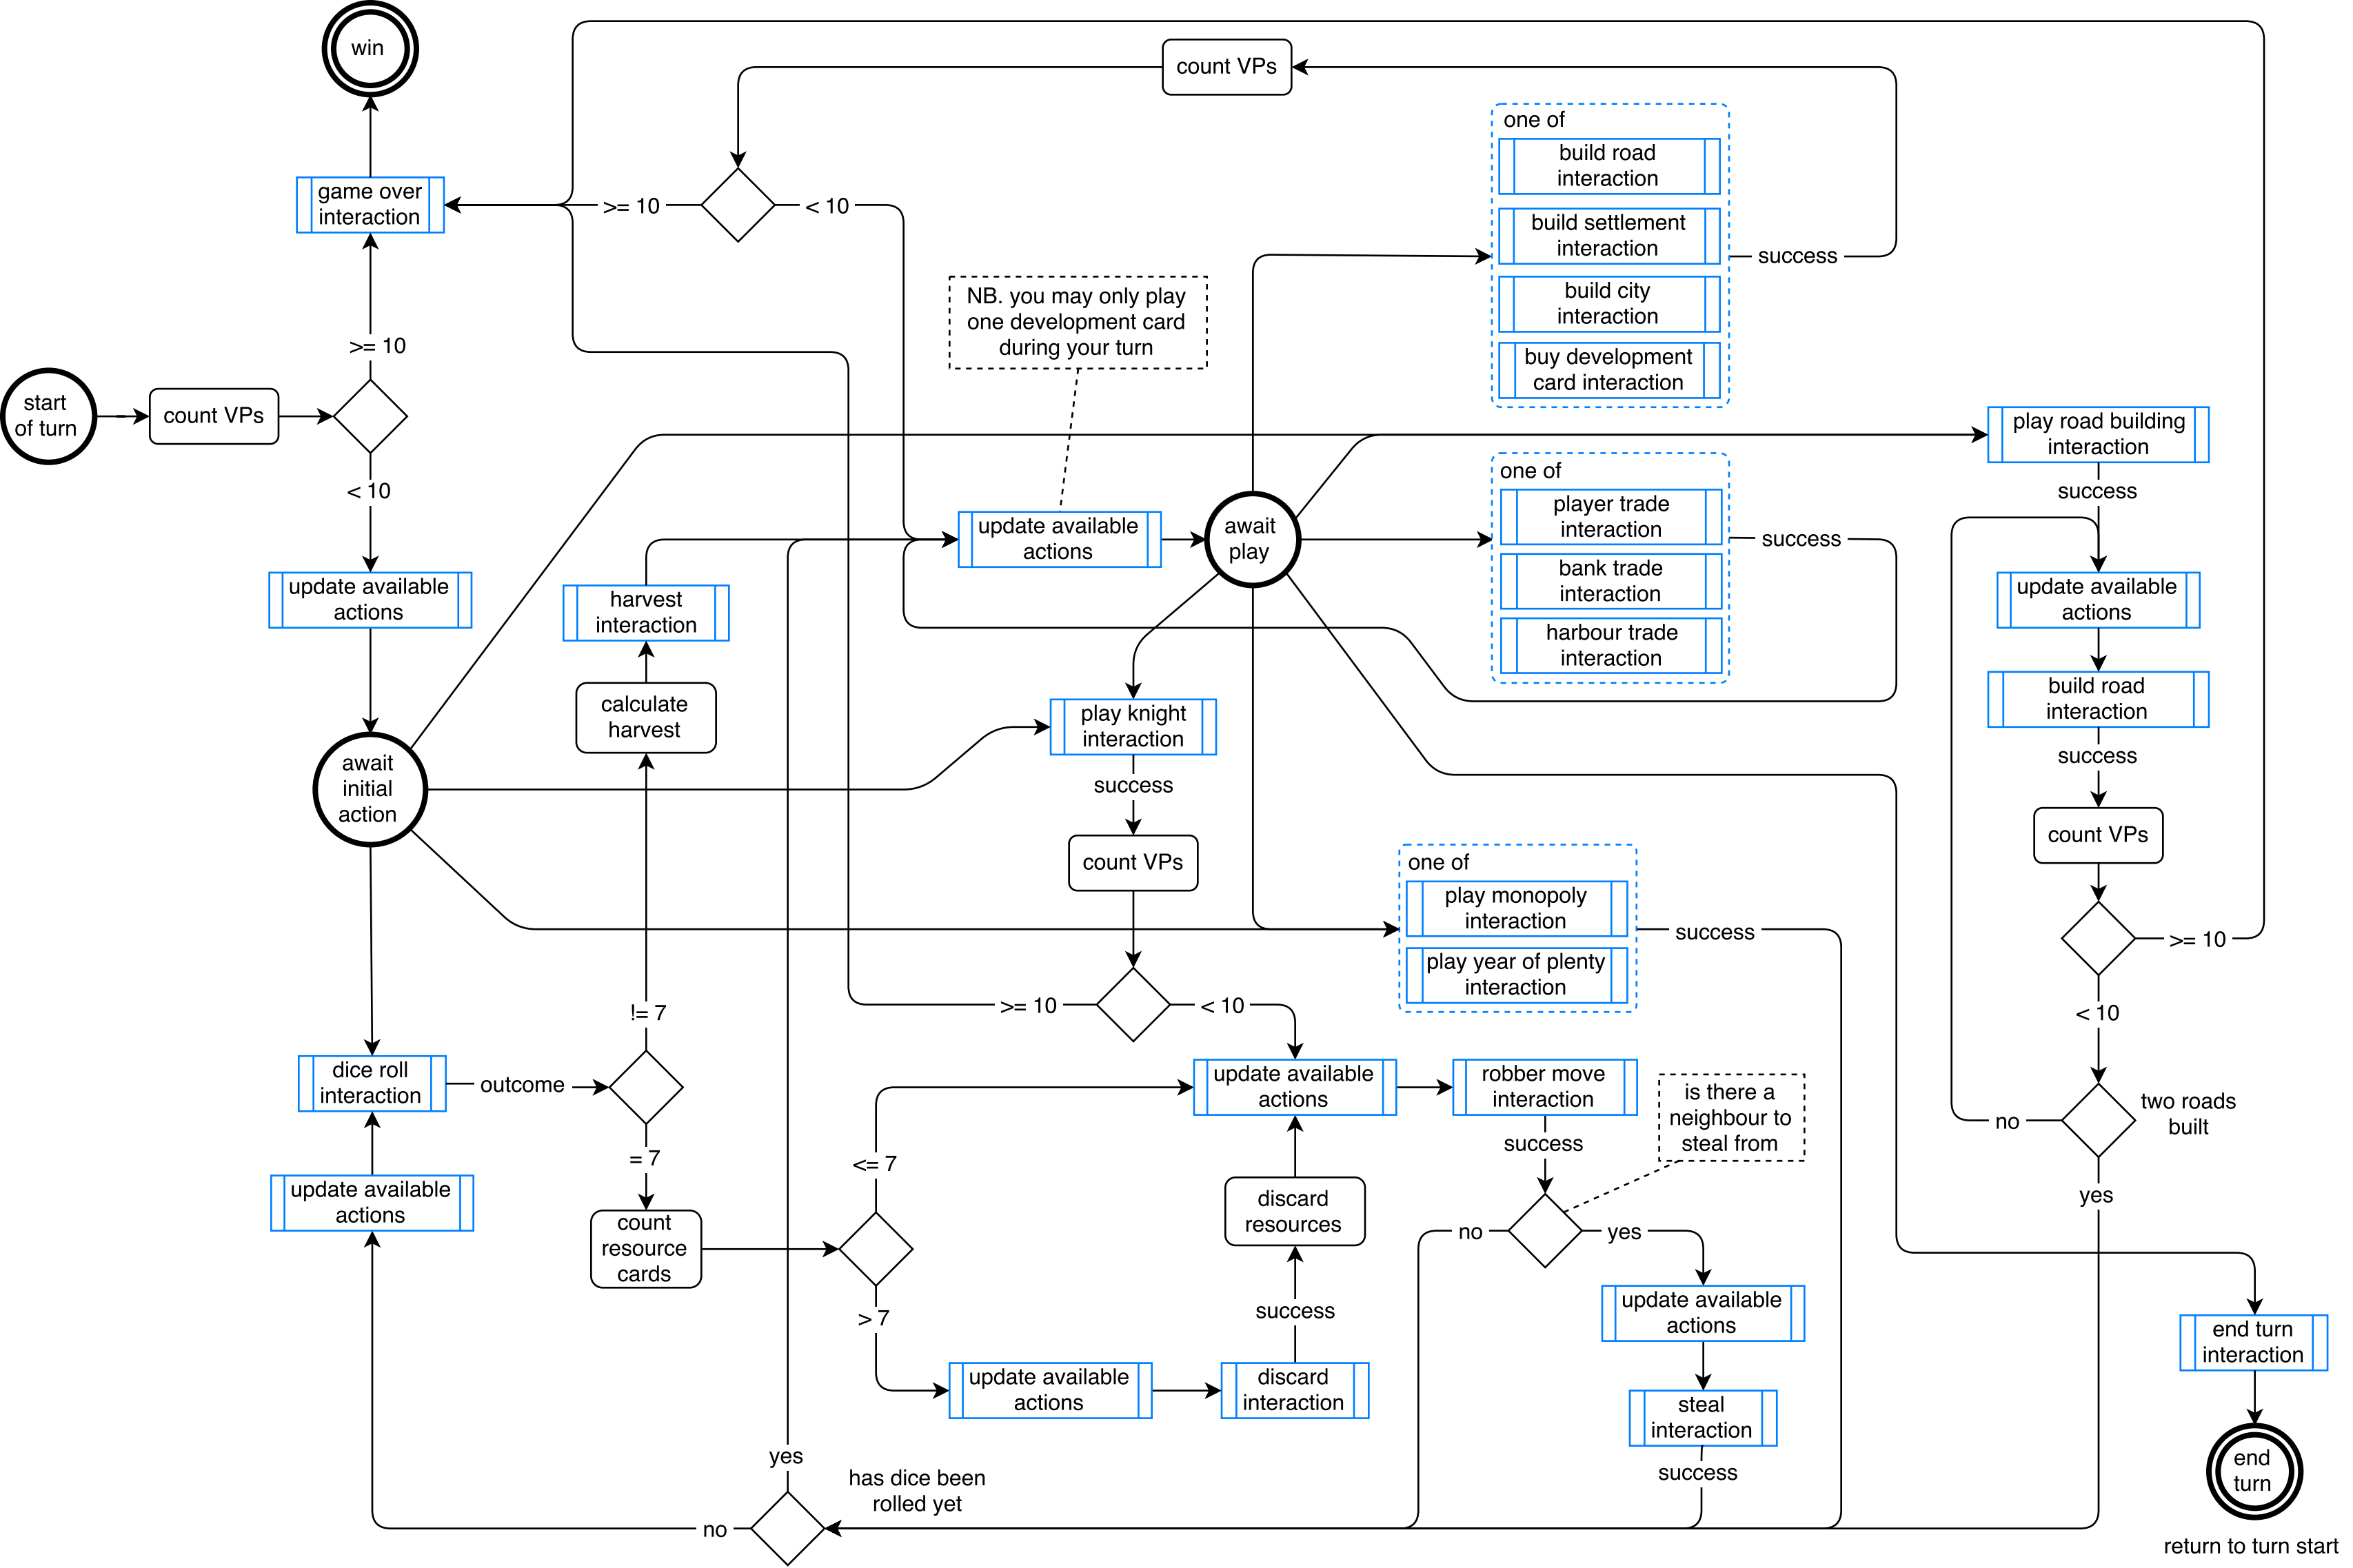 win
count VPs
one of
build road
interaction
game over
interaction
>= 10
< 10
build settlement
interaction
success
build city
interaction
NB. you may only play
one development card
during your turn
>= 10
buy development
card interaction
start
of turn
count VPs
play road building
interaction
one of
< 10
success
player trade
interaction
await
play
update available
actions
success
bank trade
interaction
update available
actions
harvest
interaction
update available
actions
harbour trade
interaction
build road
interaction
calculate
harvest
play knight
interaction
success
await
initial
action
success
count VPs
count VPs
one of
play monopoly
interaction
success
>= 10
play year of plenty
interaction
!= 7
>= 10
< 10
< 10
dice roll
interaction
outcome
update available
actions
robber move
interaction
is there a
neighbour to
steal from
two roads
built
no
success
= 7
<= 7
update available
actions
discard
resources
yes
count
resource
cards
no
yes
success
> 7
update available
actions
end turn
interaction
update available
actions
discard
interaction
steal
interaction
yes
success
end
turn
has dice been
rolled yet
no
return to turn start